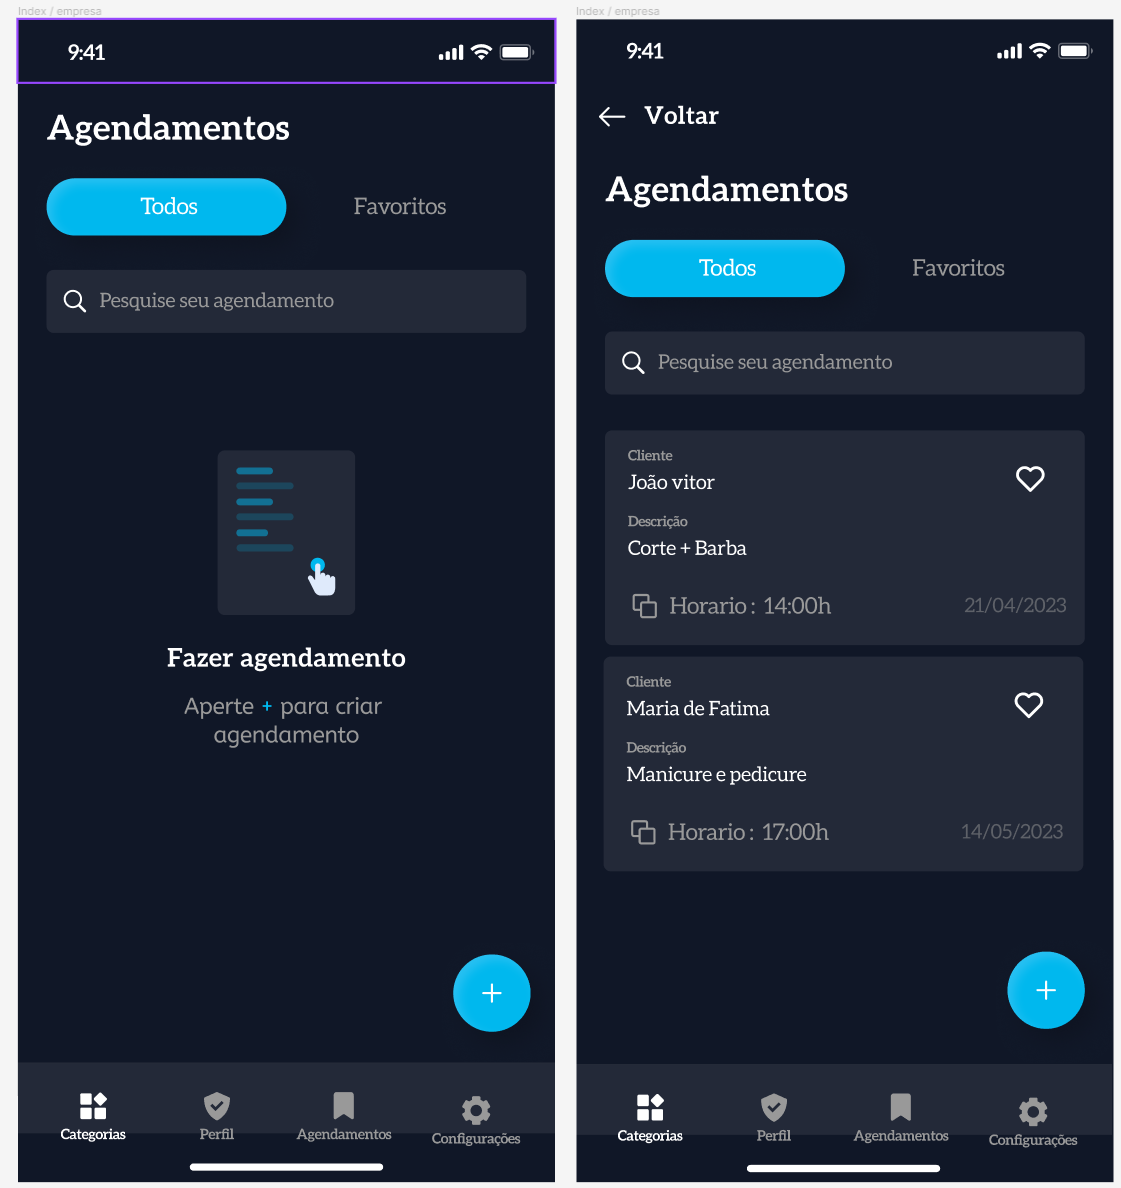 Index / empresa
9:41
Agendamentos
Todos
Favoritos
Pesquise seu agendamento
Fazer agendamento
Aperte + para criar
agendamento
Categorias
Perfil
Agendamentos
Configurações
Index / empresa
9:41
Voltar
Agendamentos
Todos
Favoritos
Pesquise seu agendamento
Cliente
João vitor
Descrição
Corte + Barba
Horario : 14:00h
21/04/2023
Cliente
Maria de Fatima
Descrição
Manicure e pedicure
Horario : 17:00h
14/05/2023
Categorias
Perfil
Agendamentos
Configurações